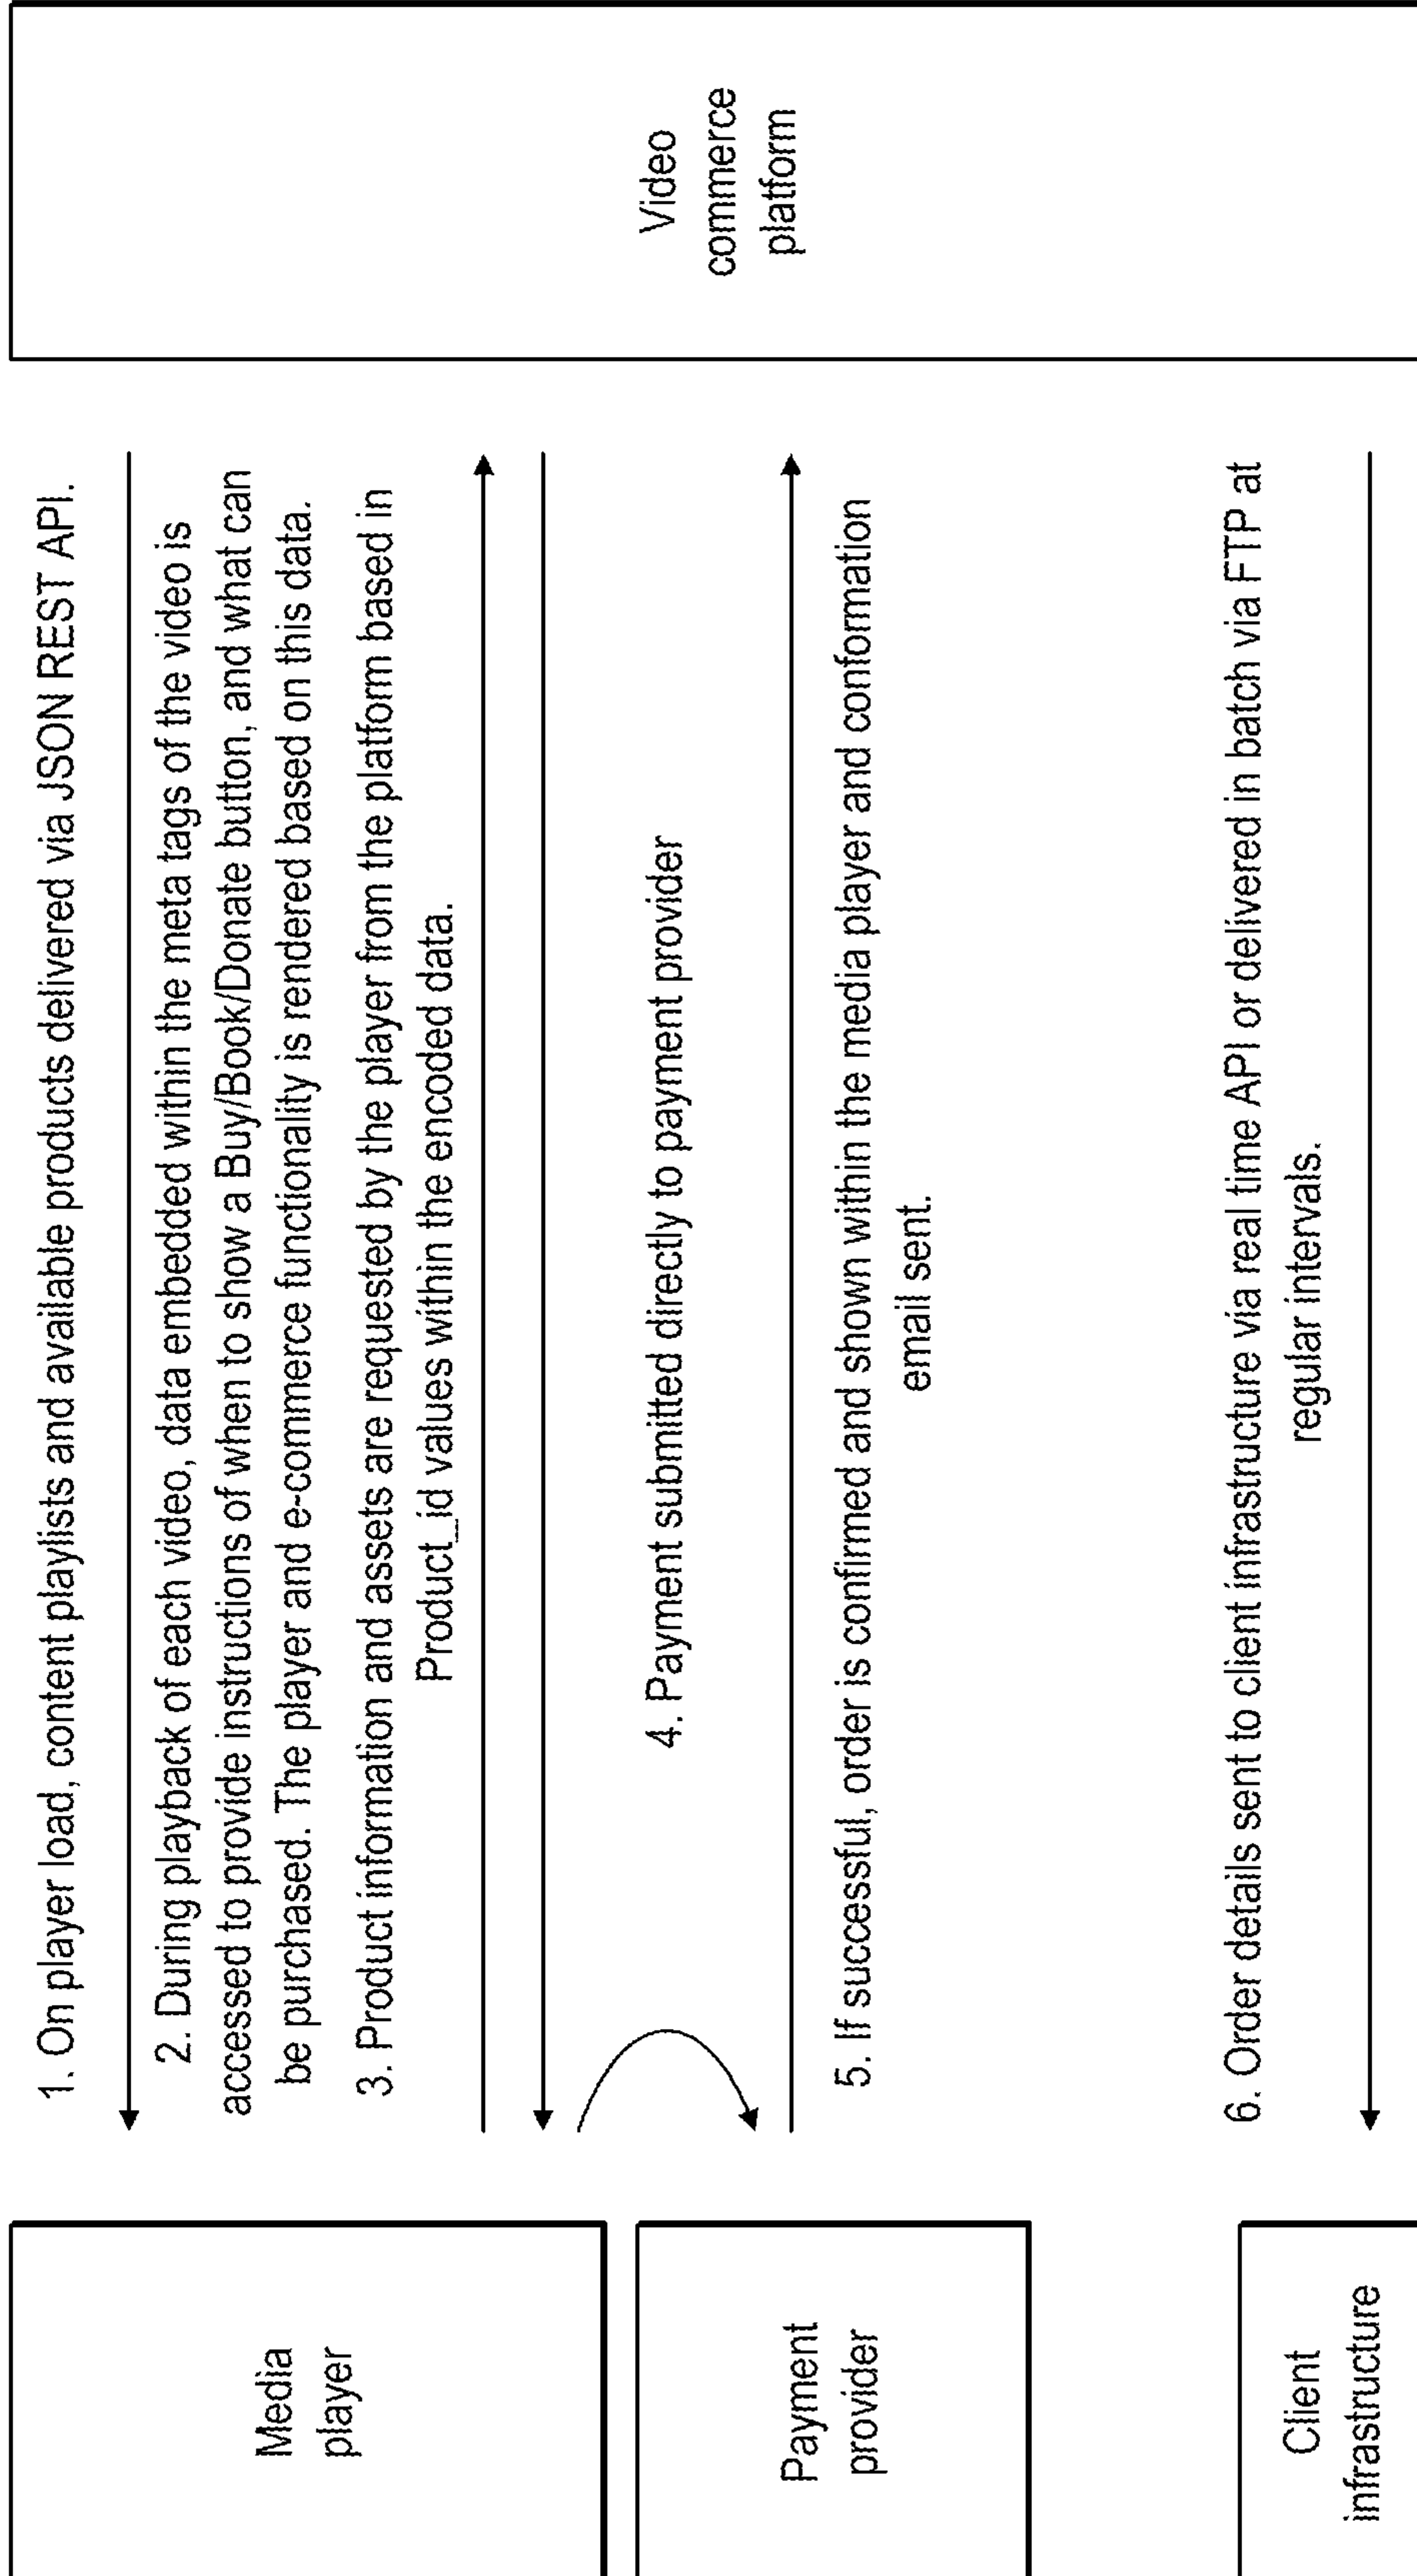 Media
player
Payment
provider
Client
infrastructure
1. On player load, content playlists and available products delivered via JSON REST API.
2. During playback of each video, data embedded within the meta tags of the video is
accessed to provide instructions of when to show a Buy/Book/Donate button, and what can
be purchased. The player and e-commerce functionality is rendered based on this data.
3. Product information and assets are requested by the player from the platform based in
Product_id values within the encoded data.
4. Payment submitted directly to payment provider
5. If successful, order is confirmed and shown within the media player and conformation
email sent.
6. Order details sent to client infrastructure via real time API or delivered in batch via FTP at
regular intervals.
Video
commerce
platform